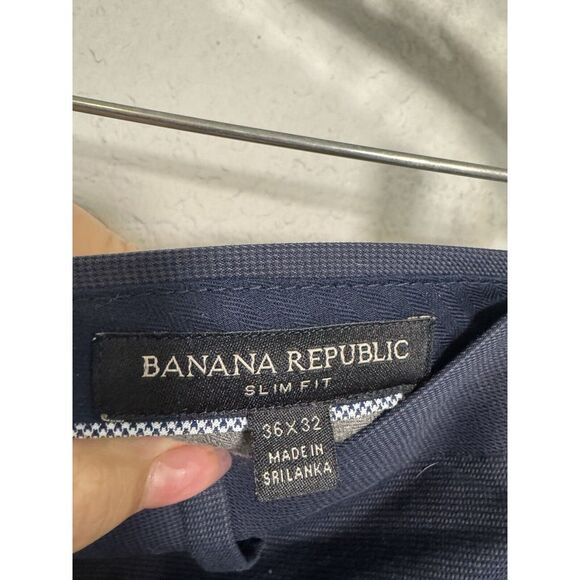 BANANA REPUBLIC
SLIM FIT
36X32
MADE IN
SRI LANKA